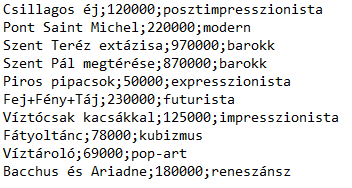 Csillagos éj;120000;posztimpresszionista
Pont Saint Michel;220000;modern
Szent Teréz extázisa;970000;barokk
Szent Pál megtérése;870000;barokk
Piros pipacsok;50000;expresszionista
Fej+Fény+Táj;230000;futurista
Víztócsak kacsákkal;125000;impresszionista
Fátyoltánc;78000;kubizmus
Víztároló;69000;pop-art
Bacchus és Ariadne;180000;reneszánsz